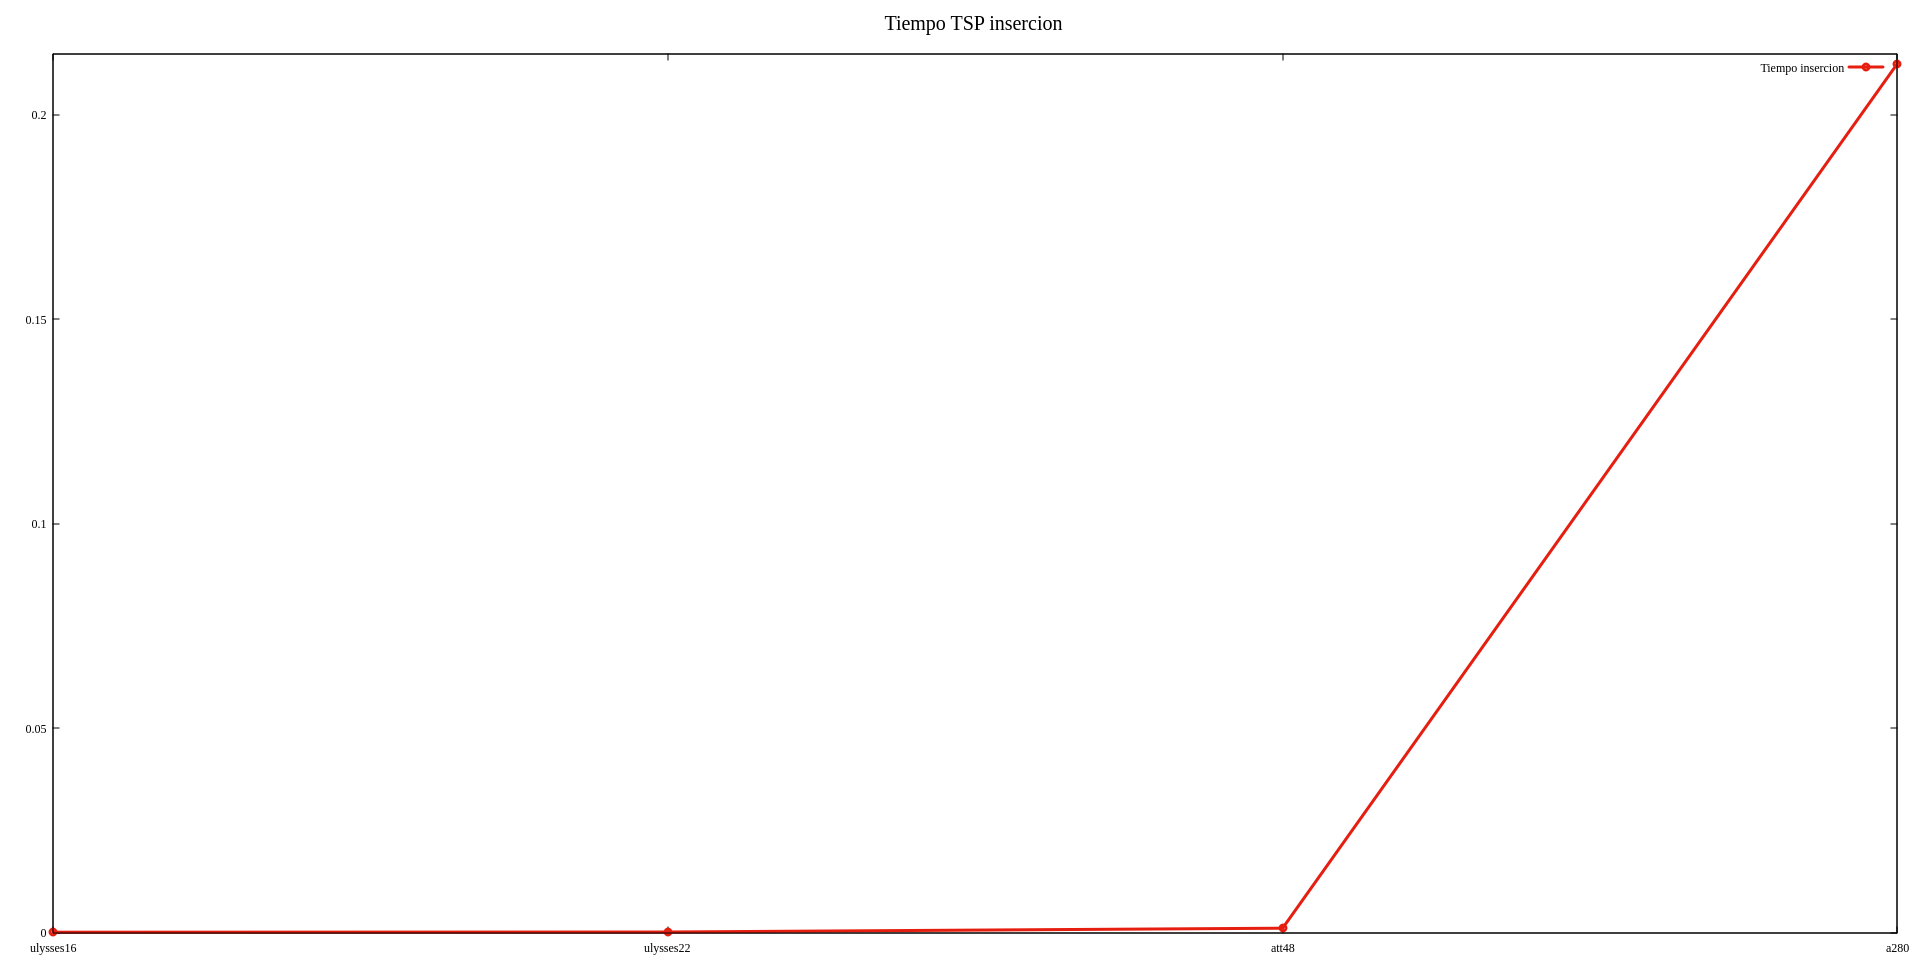 Tiempo TSP insercion
Tiempo insercion
0.2
0.15
0.1
0.05
0
ulysses16 ulysses22 att48 a280